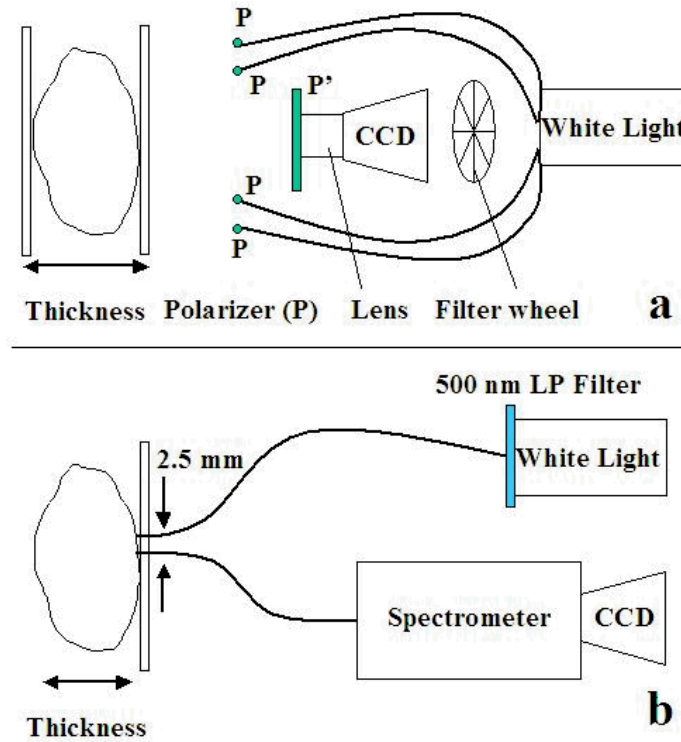 P
P
P’
CCD
White Light
P
P
Thickness
Polarizer (P)
Lens
Filter wheel
a
500 nm LP Filter
2.5 mm
White Light
Spectrometer
CCD
Thickness
b